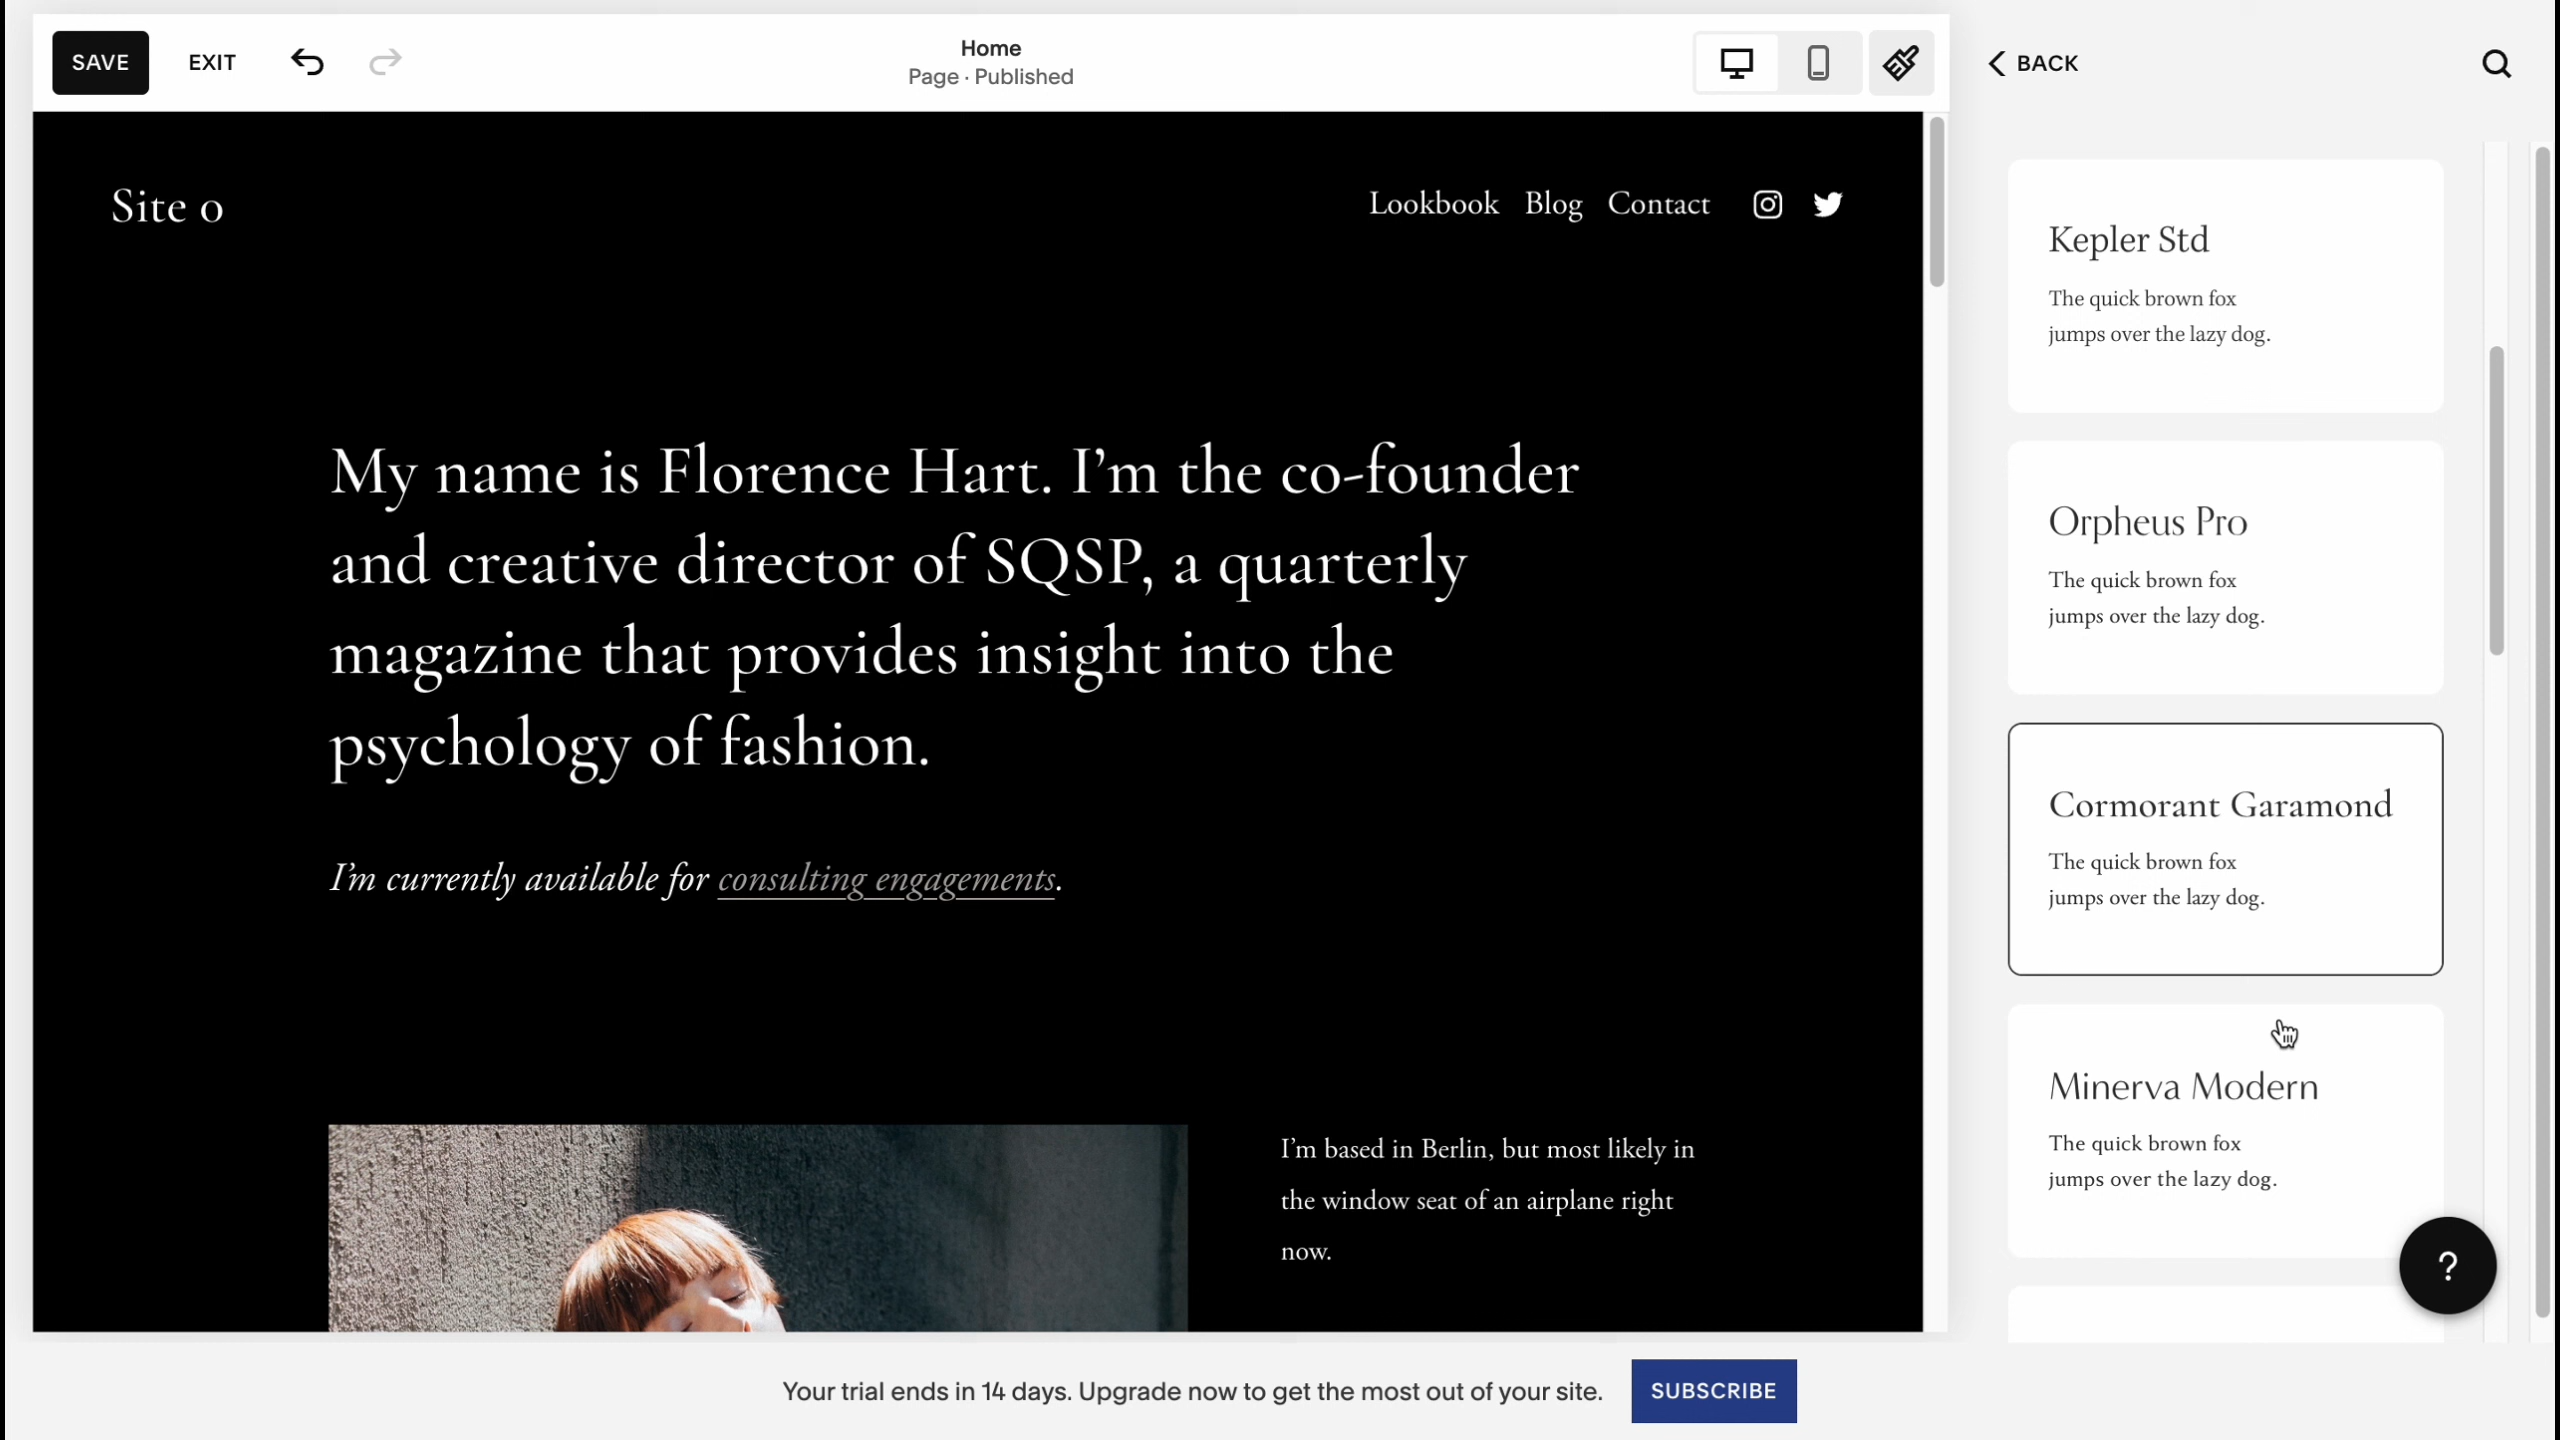 SAVE
EXIT
Home
Page · Published
BACK
Site o
Lookbook Blog Contact
My name is Florence Hart. I’m the co-founder
and creative director of SQSP, a quarterly
magazine that provides insight into the
psychology of fashion.
I’m currently available for consulting engagements.
I’m based in Berlin, but most likely in
the window seat of an airplane right
now.
Kepler Std
The quick brown fox
jumps over the lazy dog.
Orpheus Pro
The quick brown fox
jumps over the lazy dog.
Cormorant Garamond
The quick brown fox
jumps over the lazy dog.
Minerva Modern
The quick brown fox
jumps over the lazy dog.
?
Your trial ends in 14 days. Upgrade now to get the most out of your site.
SUBSCRIBE